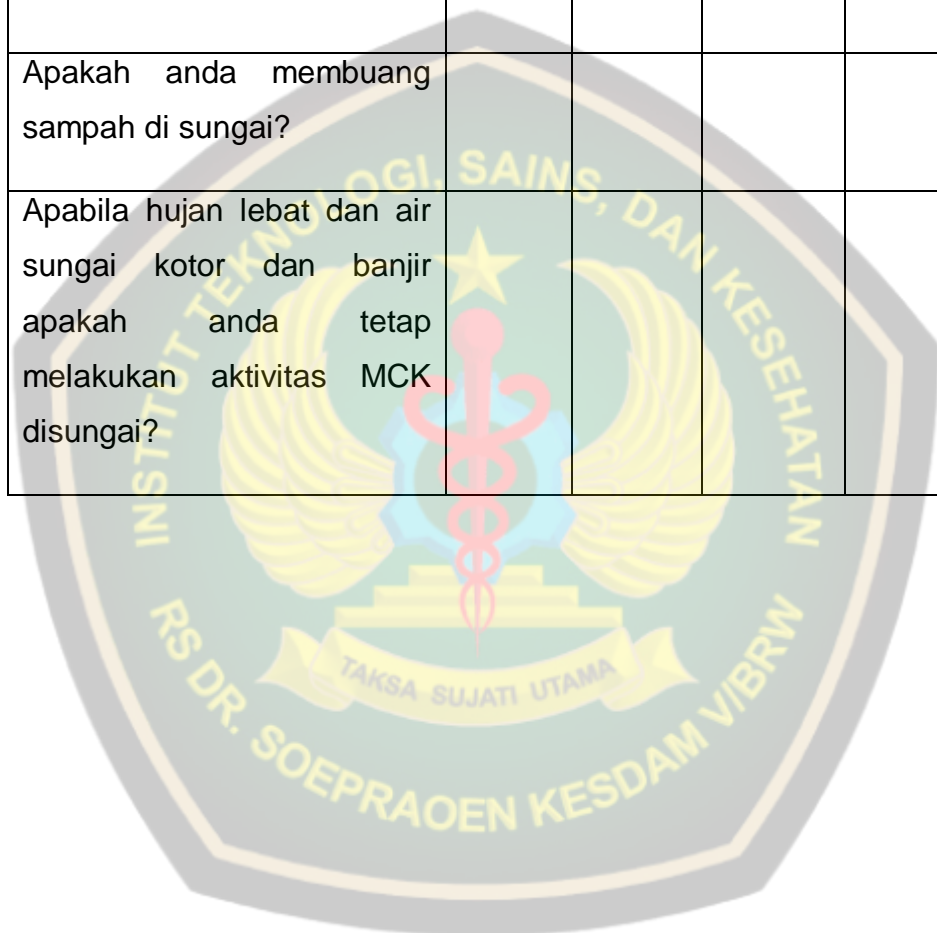 Apakah anda membuang
sampah di sungai?
Apabila hujan lebat dan air
sungai kotor dan banjir
apakah anda tetap
melakukan aktivitas MCK
disungai?
INSTITUT TEKNOLOGI, SAINS, DAN KESEHATAN
TAKSA SUJATI UTAMA
RS DR. SOEPRAOEN KESDAM V/BRW